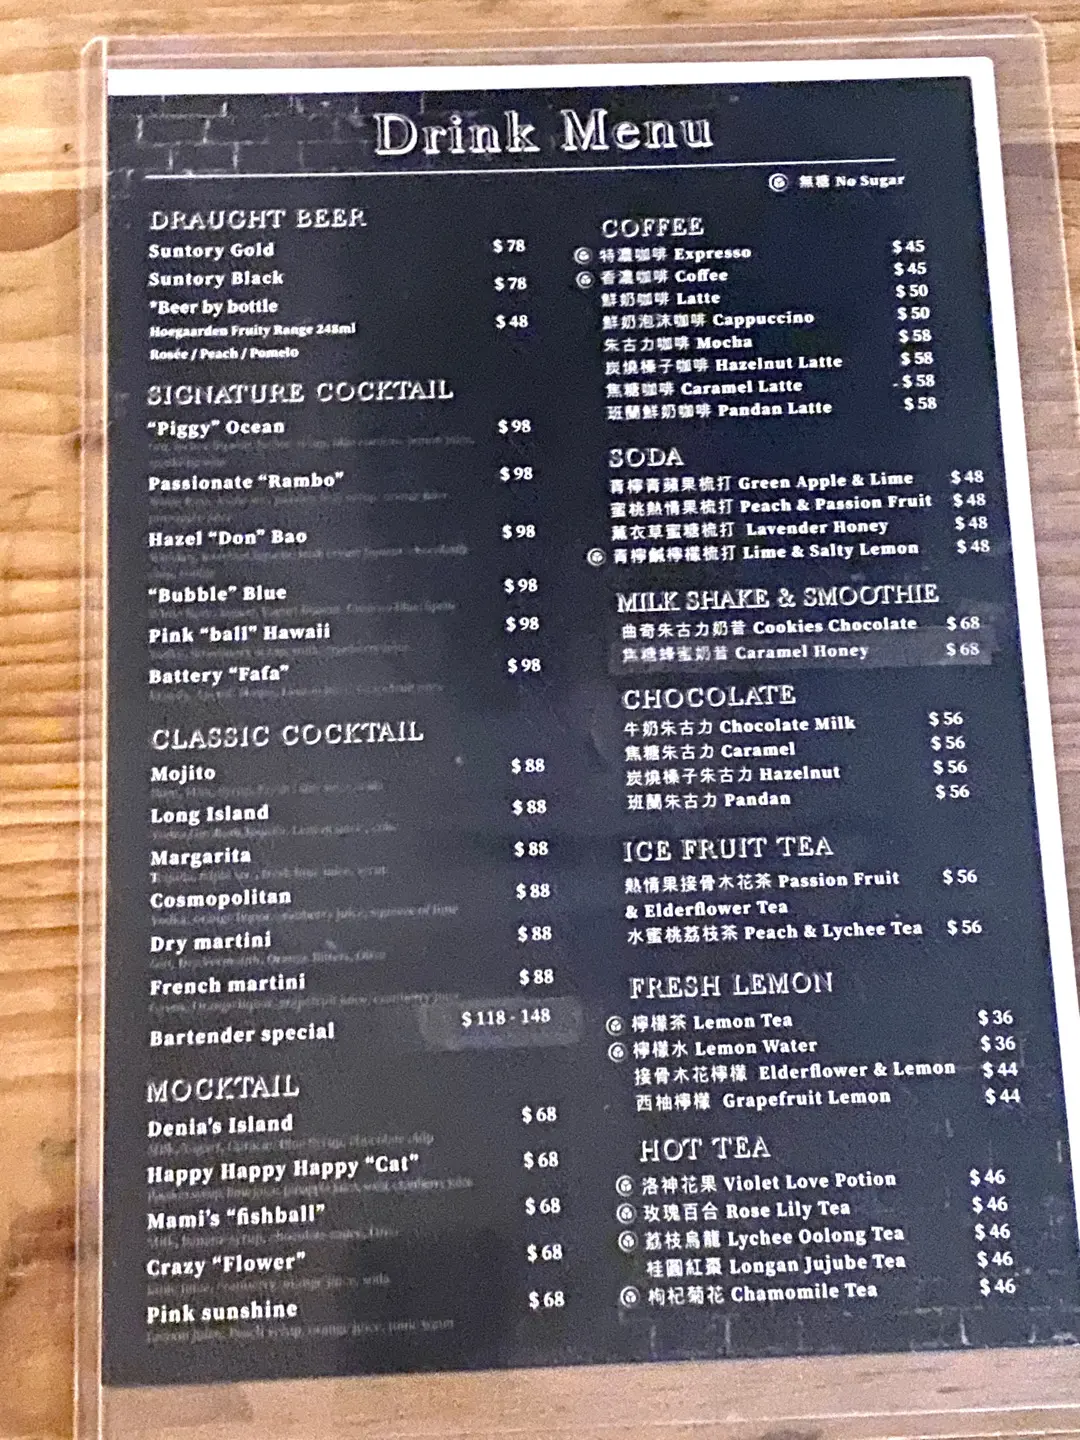 Drink Menu
無糖 No Sugar
DRAUGHT BEER
Suntory Gold $ 78
Suntory Black $ 78
*Beer by bottle
Hoegaarden Fruity Range 248ml $ 48
Rosée / Peach / Pomelo
SIGNATURE COCKTAIL
“Piggy” Ocean $ 98
Passionate “Rambo” $ 98
Hazel “Don” Bao $ 98
“Bubble” Blue $ 98
Pink “ball” Hawaii $ 98
Battery “Fafa” $ 98
CLASSIC COCKTAIL
Mojito $ 88
Long Island $ 88
Margarita $ 88
Cosmopolitan $ 88
Dry martini $ 88
French martini $ 88
Bartender special $ 118 - 148
MOCKTAIL
Denia’s Island $ 68
Happy Happy Happy “Cat” $ 68
Mami’s “fishball” $ 68
Crazy “Flower” $ 68
Pink sunshine $ 68
COFFEE
特濃咖啡 Expresso $ 45
香濃咖啡 Coffee $ 45
鮮奶咖啡 Latte $ 50
鮮奶泡沫咖啡 Cappuccino $ 50
朱古力咖啡 Mocha $ 58
炭燒榛子咖啡 Hazelnut Latte $ 58
焦糖咖啡 Caramel Latte - $ 58
班蘭鮮奶咖啡 Pandan Latte $ 58
SODA
青檸青蘋果梳打 Green Apple & Lime $ 48
蜜桃熱情果梳打 Peach & Passion Fruit $ 48
薰衣草蜜糖梳打 Lavender Honey $ 48
青檸鹹檸檬梳打 Lime & Salty Lemon $ 48
MILK SHAKE & SMOOTHIE
曲奇朱古力奶昔 Cookies Chocolate $ 68
焦糖蜂蜜奶昔 Caramel Honey $ 68
CHOCOLATE
牛奶朱古力 Chocolate Milk $ 56
焦糖朱古力 Caramel $ 56
炭燒榛子朱古力 Hazelnut $ 56
班蘭朱古力 Pandan $ 56
ICE FRUIT TEA
熱情果接骨木花茶 Passion Fruit $ 56
& Elderflower Tea
水蜜桃荔枝茶 Peach & Lychee Tea $ 56
FRESH LEMON
檸檬茶 Lemon Tea $ 36
檸檬水 Lemon Water $ 36
接骨木花檸檬 Elderflower & Lemon $ 44
西柚檸檬 Grapefruit Lemon $ 44
HOT TEA
洛神花果 Violet Love Potion $ 46
玫瑰百合 Rose Lily Tea $ 46
荔枝烏龍 Lychee Oolong Tea $ 46
桂圓紅棗 Longan Jujube Tea $ 46
枸杞菊花 Chamomile Tea $ 46